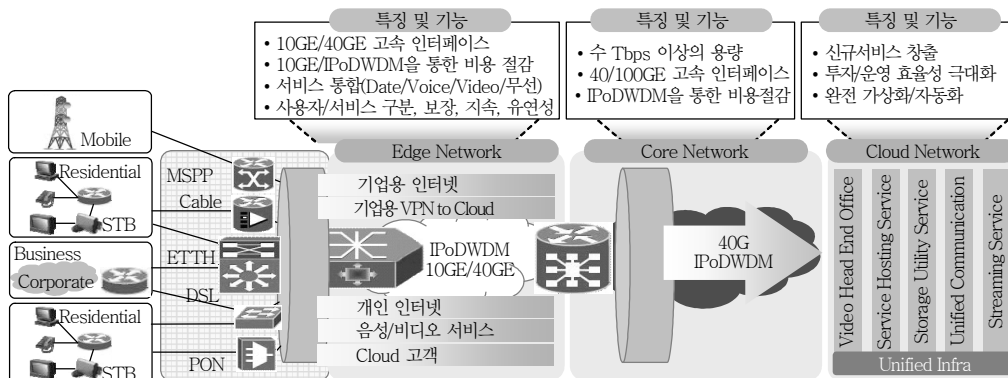 특징 및 기능
• 10GE/40GE 고속 인터페이스
• 10GE/IPoDWDM을 통한 비용 절감
• 서비스 통합(Date/Voice/Video/무선)
• 사용자/서비스 구분, 보장, 지속, 유연성
특징 및 기능
• 수 Tbps 이상의 용량
• 40/100GE 고속 인터페이스
• IPoDWDM을 통한 비용절감
특징 및 기능
• 신규서비스 창출
• 투자/운영 효율성 극대화
• 완전 가상화/자동화
Mobile
Residential
STB
Business
Corporate
Residential
STB
MSPP
Cable
ETTH
DSL
PON
Edge Network
기업용 인터넷
기업용 VPN to Cloud
IPoDWDM
10GE/40GE
개인 인터넷
음성/비디오 서비스
Cloud 고객
Core Network
40G
IPoDWDM
Cloud Network
Video Head End Office
Service Hosting Service
Storage Utility Service
Unified Communication
Streaming Service
Unified Infra